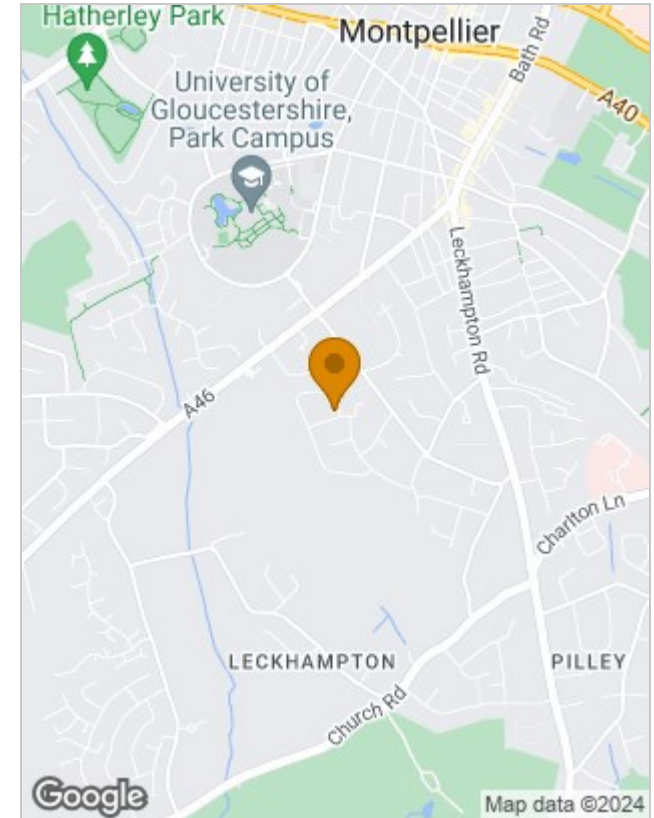 Hatherley Park
Montpellier
Bath Rd
University of
Gloucestershire,
Park Campus
A40
Leckhampton Rd
A46
Charlton Ln
LECKHAMPTON
PILLEY
Church Rd
Google
Map data ©2024